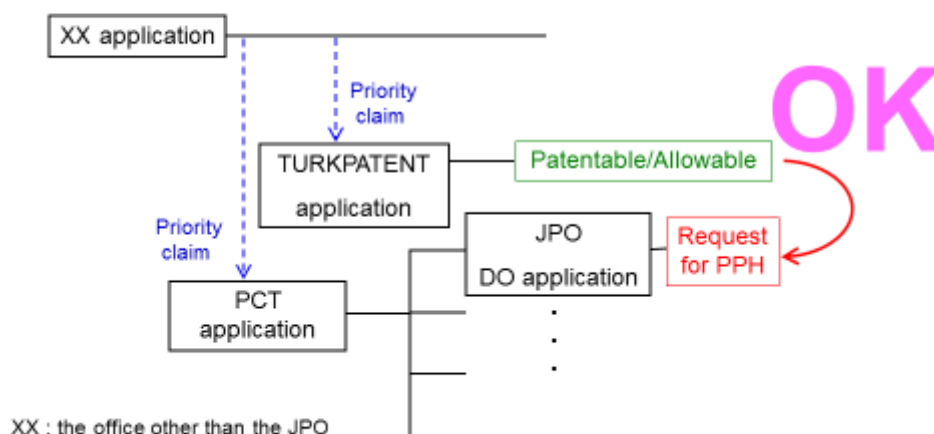 XX application
OK
Priority
claim
TURKPATENT
application
Patentable/Allowable
Priority
claim
JPO
DO application
Request
for PPH
PCT
application
XX : the office other than the JPO